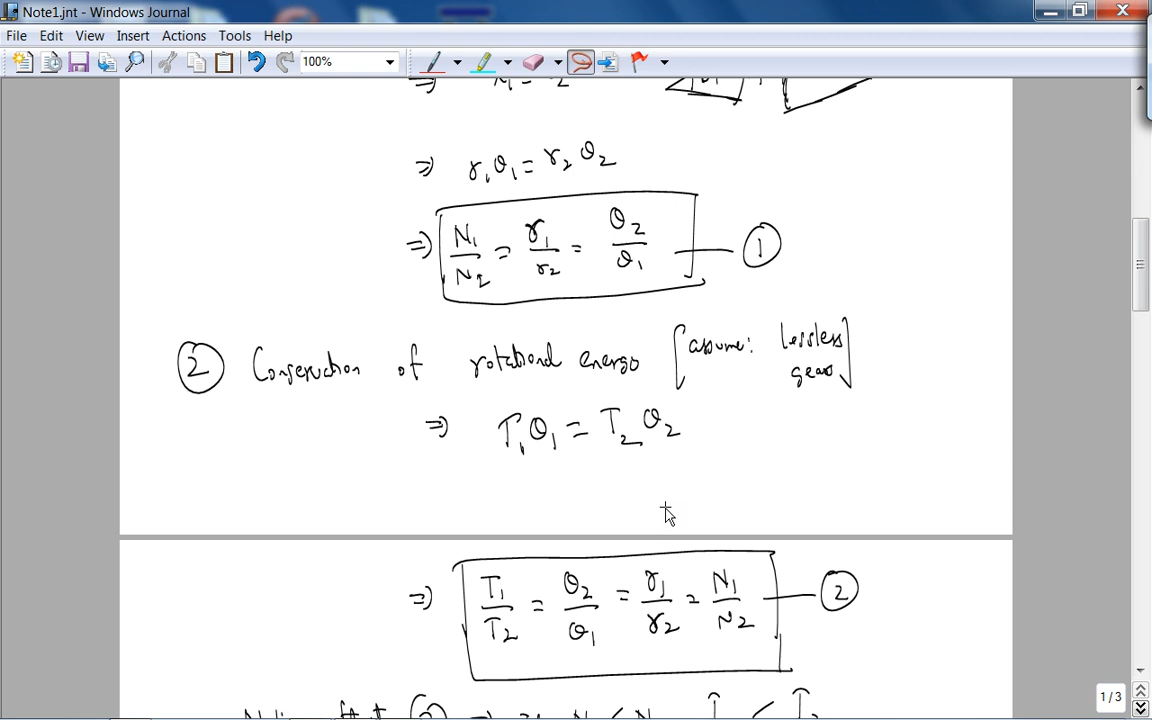 Note1.jnt - Windows Journal
File Edit View Insert Actions Tools Help
100%
⇒ r₁θ₁ = r₂θ₂
⇒ N₁/N₂ = r₁/r₂ = θ₂/θ₁ — ①
② Conservation of rotational energy [assume: lossless gears]
⇒ T₁θ₁ = T₂θ₂
⇒ T₁/T₂ = θ₂/θ₁ = r₁/r₂ = N₁/N₂ — ②
1 / 3